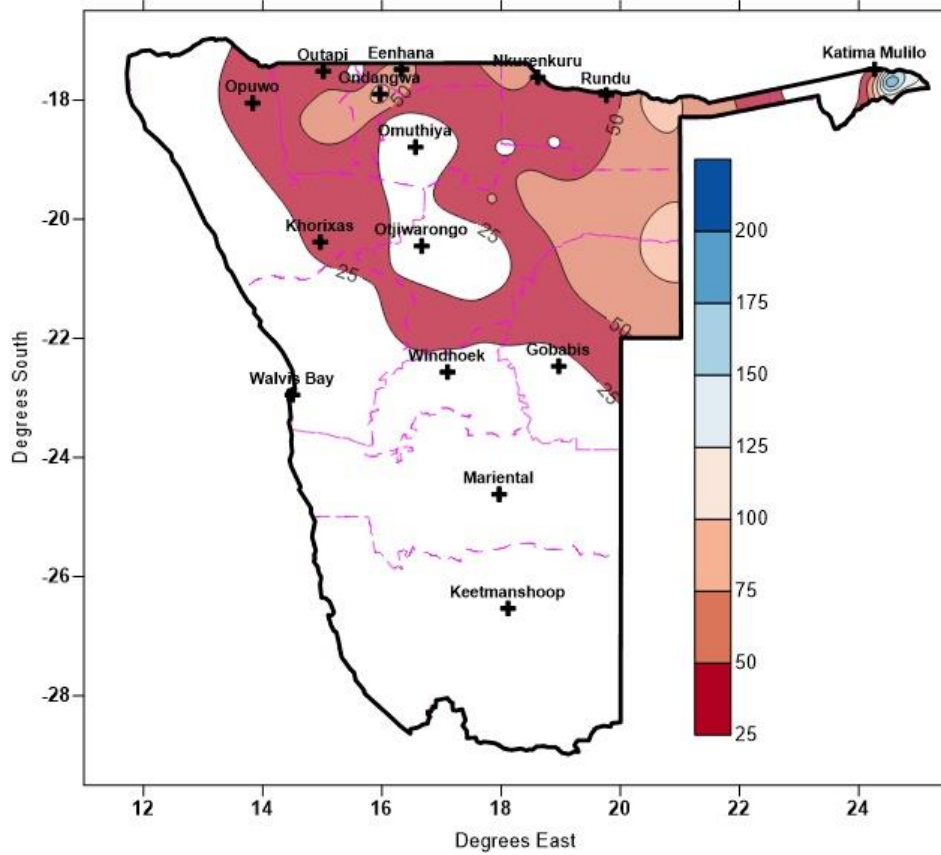 Katima Mulilo
Outapi
Eenhana
Nkurenkuru
Opuwo
Ondangwa
Rundu
50
50
-18
Omuthiya
200
-20
Khorixas
Otjiwarongo
25
25
175
50
-22
150
Windhoek
Gobabis
Walvis Bay
25
125
-24
Mariental
100
75
-26
Keetmanshoop
50
-28
25
12
14
16
18
20
22
24
Degrees South
Degrees East